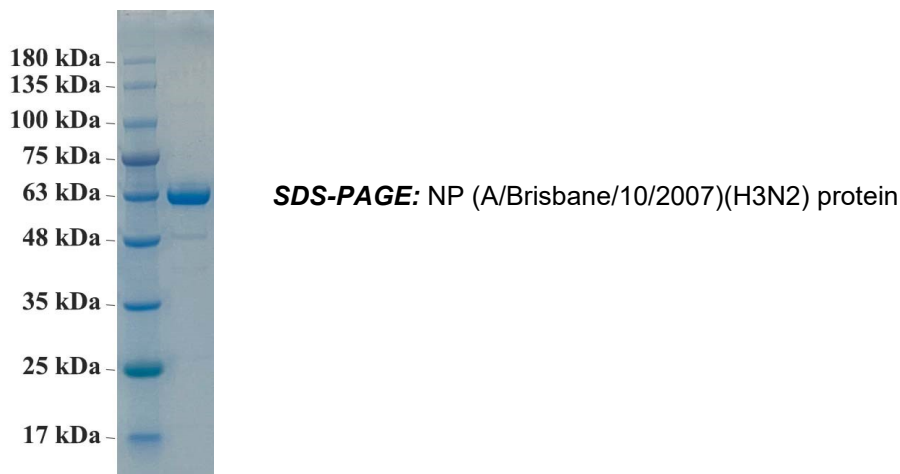 180 kDa
135 kDa
100 kDa
75 kDa
63 kDa
SDS-PAGE: NP (A/Brisbane/10/2007)(H3N2) protein
48 kDa
35 kDa
25 kDa
17 kDa